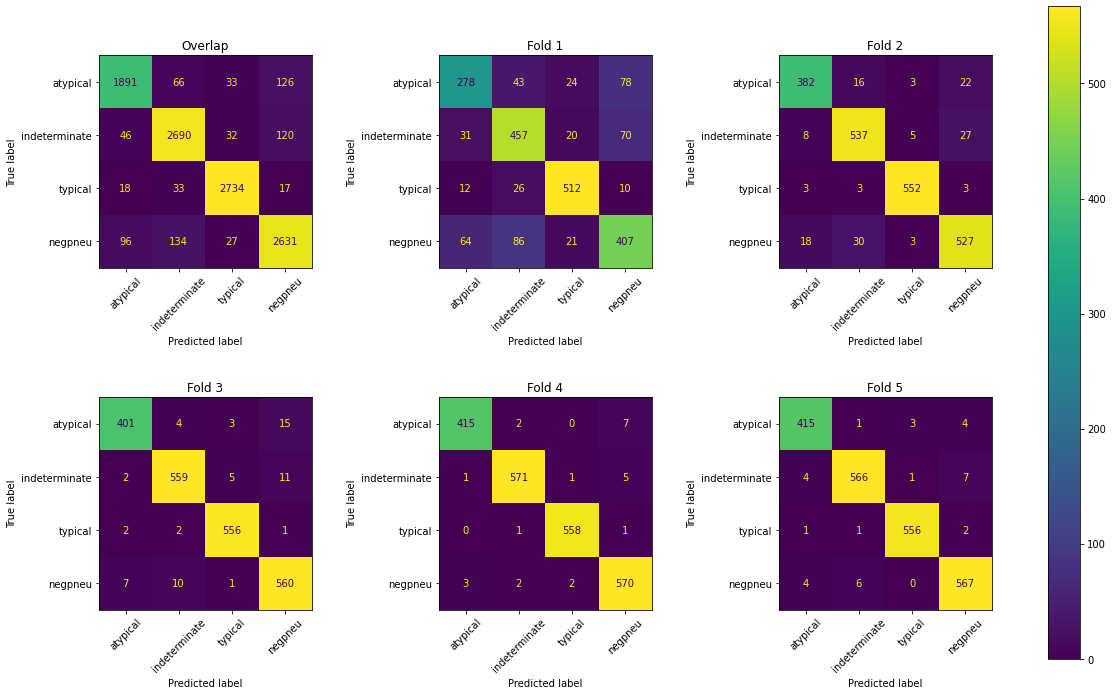 Overlap
True label
atypical 1891 66 33 126
indeterminate 46 2690 32 120
typical 18 33 2734 17
negpneu 96 134 27 2631
atypical indeterminate typical negpneu
Predicted label
Fold 1
True label
atypical 278 43 24 78
indeterminate 31 457 20 70
typical 12 26 512 10
negpneu 64 86 21 407
atypical indeterminate typical negpneu
Predicted label
Fold 2
True label
atypical 382 16 3 22
indeterminate 8 537 5 27
typical 3 3 552 3
negpneu 18 30 3 527
atypical indeterminate typical negpneu
Predicted label
Fold 3
True label
atypical 401 4 3 15
indeterminate 2 559 5 11
typical 2 2 556 1
negpneu 7 10 1 560
atypical indeterminate typical negpneu
Predicted label
Fold 4
True label
atypical 415 2 0 7
indeterminate 1 571 1 5
typical 0 1 558 1
negpneu 3 2 2 570
atypical indeterminate typical negpneu
Predicted label
Fold 5
True label
atypical 415 1 3 4
indeterminate 4 566 1 7
typical 1 1 556 2
negpneu 4 6 0 567
atypical indeterminate typical negpneu
Predicted label
500
400
300
200
100
0